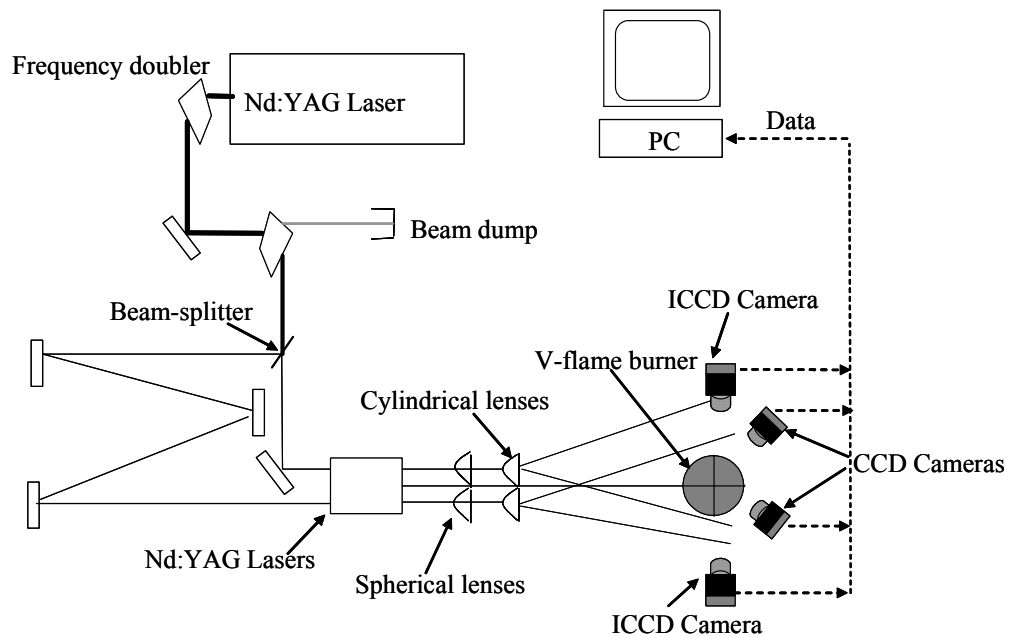 Frequency doubler
Nd:YAG Laser
Data
PC
Beam dump
ICCD Camera
Beam-splitter
V-flame burner
Cylindrical lenses
CCD Cameras
Nd:YAG Lasers
Spherical lenses
ICCD Camera